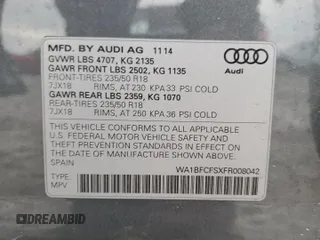 MFD. BY AUDI AG 1114
GVWR LBS 4707, KG 2135
GAWR FRONT LBS 2502, KG 1135
FRONT-TIRES 235/50 R18
7JX18 RIMS, AT 230 KPA 33 PSI COLD
GAWR REAR LBS 2359, KG 1070
REAR-TIRES 235/50 R18
7JX18 RIMS, AT 250 KPA 36 PSI COLD
Audi
THIS VEHICLE CONFORMS TO ALL APPLICABLE
U.S. FEDERAL MOTOR VEHICLE SAFETY AND
THEFT PREVENTION STANDARDS IN EFFECT ON
THE DATE OF MANUFACTURE SHOWN ABOVE.
SPAIN
TYPE
MPV
WA1BFCFSXFR008042
DREAMBID